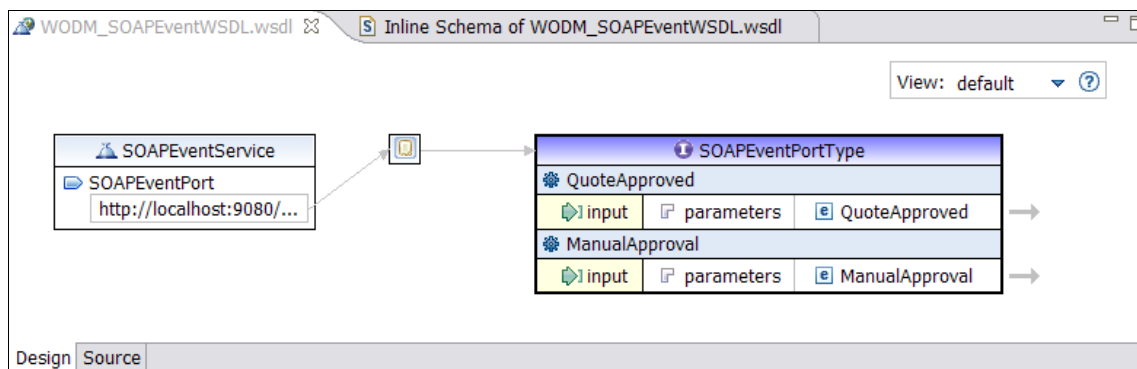 WODM_SOAPEventWSDL.wsdl Inline Schema of WODM_SOAPEventWSDL.wsdl
View: default
SOAPEventService
SOAPEventPort
http://localhost:9080/...
SOAPEventPortType
QuoteApproved
input parameters QuoteApproved
ManualApproval
input parameters ManualApproval
Design Source